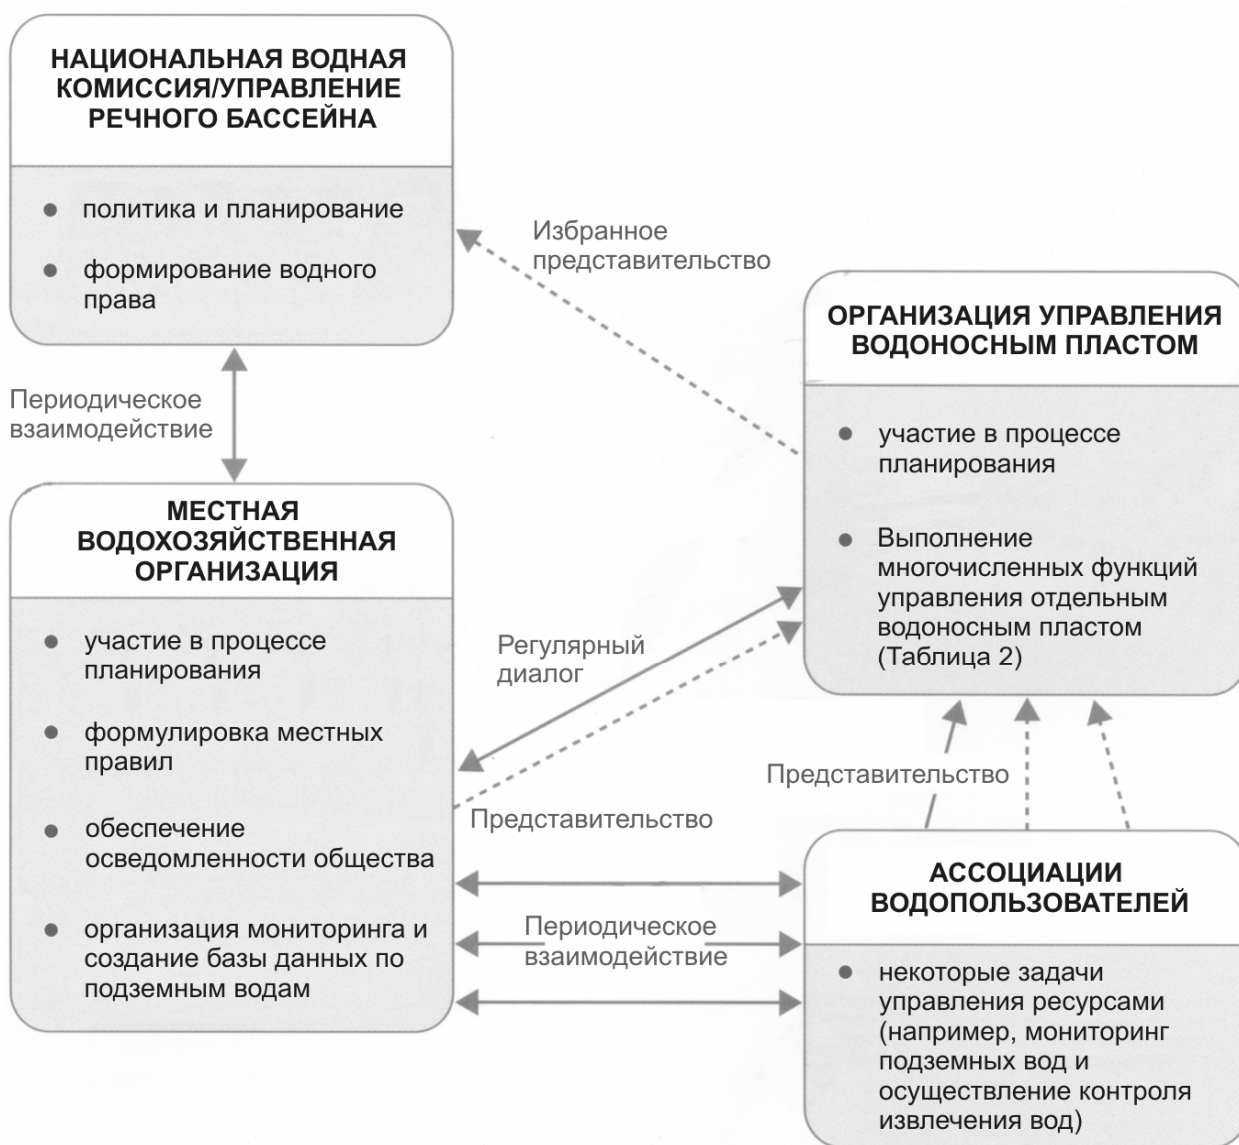 НАЦИОНАЛЬНАЯ ВОДНАЯ
КОМИССИЯ/УПРАВЛЕНИЕ
РЕЧНОГО БАССЕЙНА
политика и планирование
формирование водного
права
Избранное
представительство
ОРГАНИЗАЦИЯ УПРАВЛЕНИЯ
ВОДОНОСНЫМ ПЛАСТОМ
участие в процессе
планирования
Выполнение
многочисленных функций
управления отдельным
водоносным пластом
(Таблица 2)
Периодическое
взаимодействие
МЕСТНАЯ
ВОДОХОЗЯЙСТВЕННАЯ
ОРГАНИЗАЦИЯ
участие в процессе
планирования
формулировка местных
правил
обеспечение
осведомленности общества
организация мониторинга и
создание базы данных по
подземным водам
Регулярный
диалог
Представительство
Представительство
Периодическое
взаимодействие
АССОЦИАЦИИ
ВОДОПОЛЬЗОВАТЕЛЕЙ
некоторые задачи
управления ресурсами
(например, мониторинг
подземных вод и
осуществление контроля
извлечения вод)